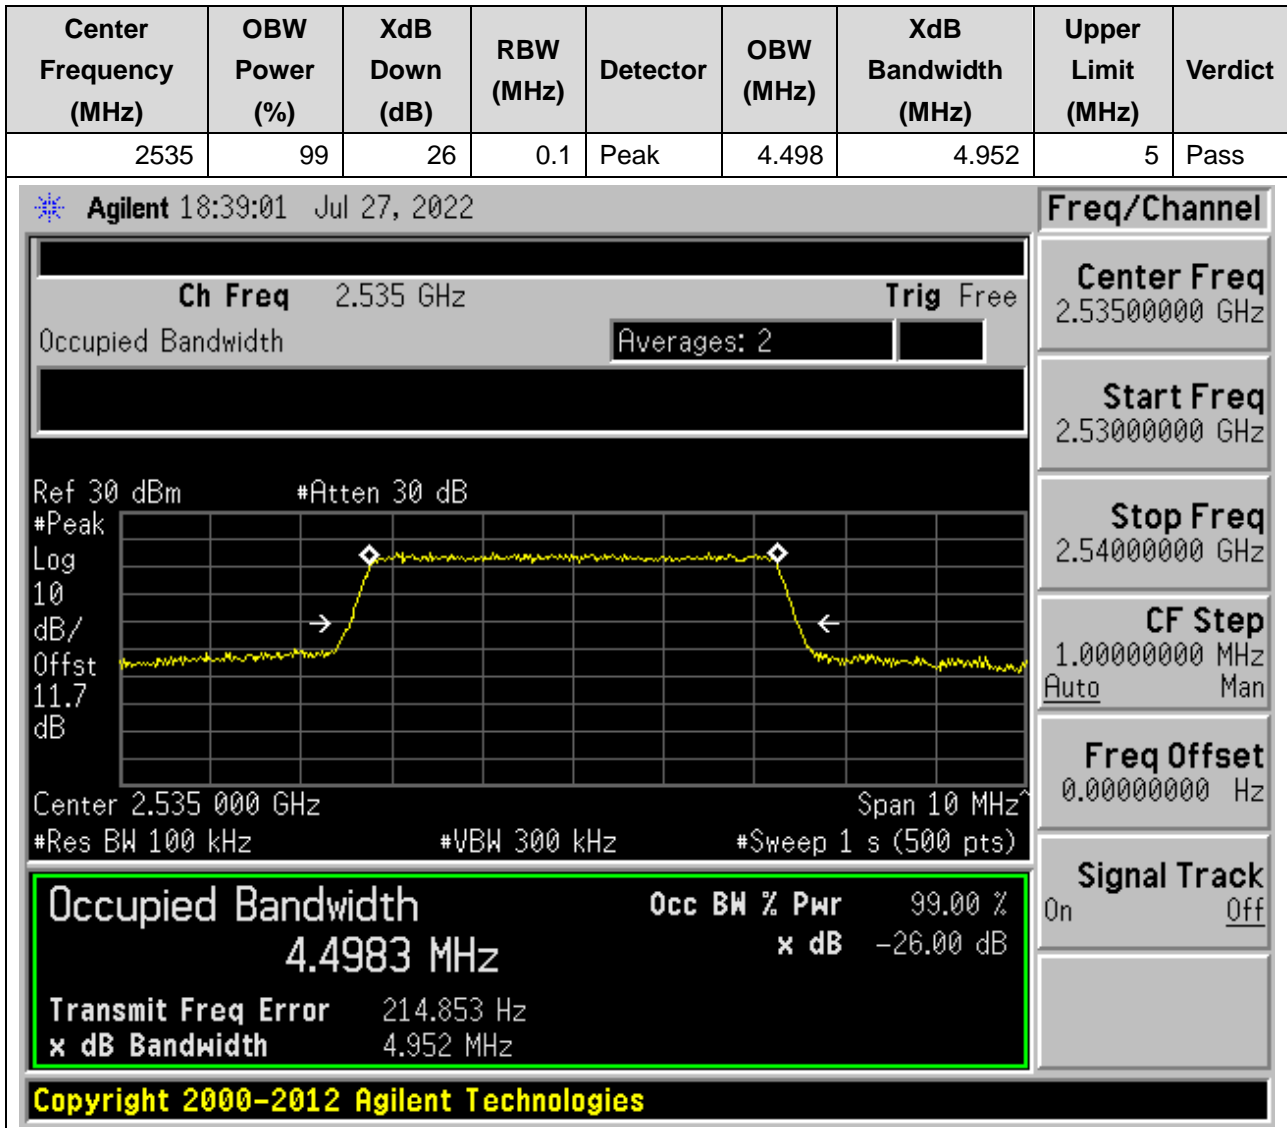 Center Frequency (MHz) OBW Power (%) XdB Down (dB) RBW (MHz) Detector OBW (MHz) XdB Bandwidth (MHz) Upper Limit (MHz) Verdict
2535 99 26 0.1 Peak 4.498 4.952 5 Pass
Agilent 18:39:01 Jul 27, 2022
Ch Freq 2.535 GHz Trig Free
Occupied Bandwidth Averages: 2
Ref 30 dBm #Atten 30 dB
#Peak
Log
10
dB/
Offst
11.7
dB
Center 2.535 000 GHz Span 10 MHz^
#Res BW 100 kHz #VBW 300 kHz #Sweep 1 s (500 pts)
Occupied Bandwidth Occ BW % Pwr 99.00 %
4.4983 MHz x dB -26.00 dB
Transmit Freq Error 214.853 Hz
x dB Bandwidth 4.952 MHz
Copyright 2000-2012 Agilent Technologies
Freq/Channel
Center Freq
2.53500000 GHz
Start Freq
2.53000000 GHz
Stop Freq
2.54000000 GHz
CF Step
1.00000000 MHz
Auto Man
Freq Offset
0.00000000 Hz
Signal Track
On Off